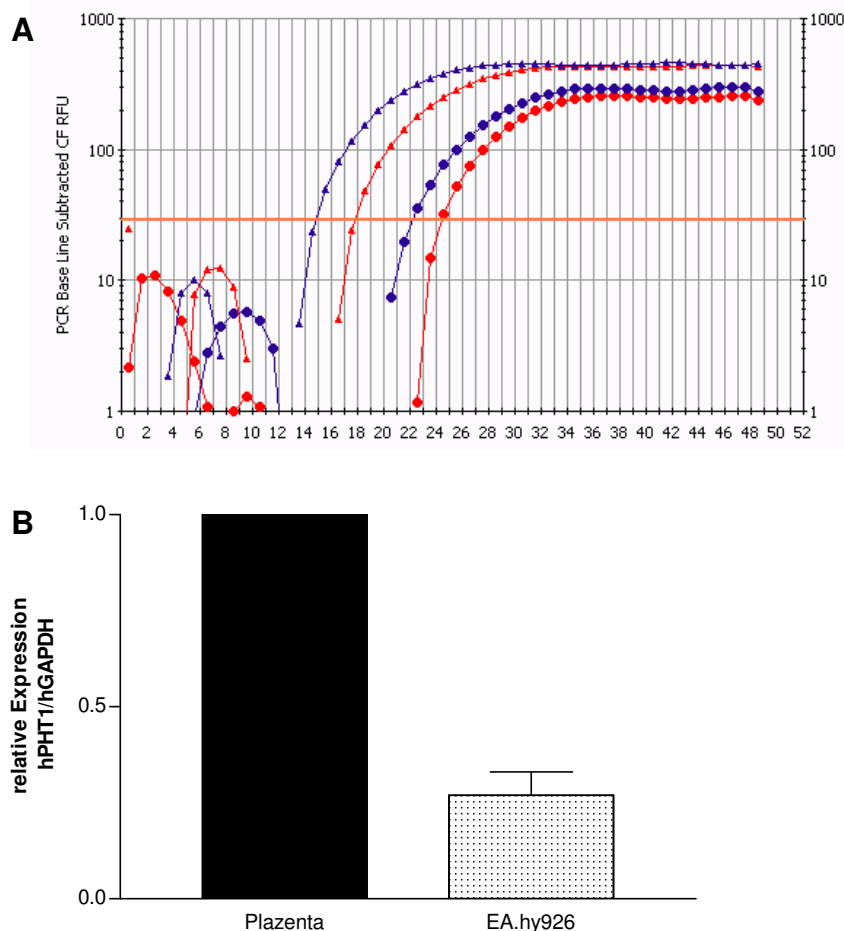 A
1000
100
10
1
PCR Base Line Subtracted CF RFU
1000
100
10
1
0 2 4 6 8 10 12 14 16 18 20 22 24 26 28 30 32 34 36 38 40 42 44 46 48 50 52
B
1.0
0.5
0.0
relative Expression
hPHT1/hGAPDH
Plazenta EA.hy926